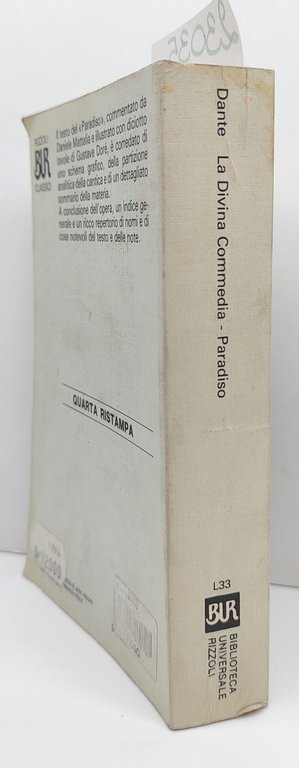 23035
RIZZOLI
BUR
CLASSICI
Il testo del «Paradiso», commentato da
Daniele Mattalia e illustrato con diciotto
tavole di Gustave Doré, è corredato di
uno schema grafico, della partizione
analitica della cantica e di un dettagliato
sommario della materia.
A conclusione dell'opera, un indice ge-
nerale e un ricco repertorio di nomi e di
cose notevoli del testo e delle note.
QUARTA RISTAMPA
12000
Dante La Divina Commedia - Paradiso
L33
BUR
BIBLIOTECA
UNIVERSALE
RIZZOLI